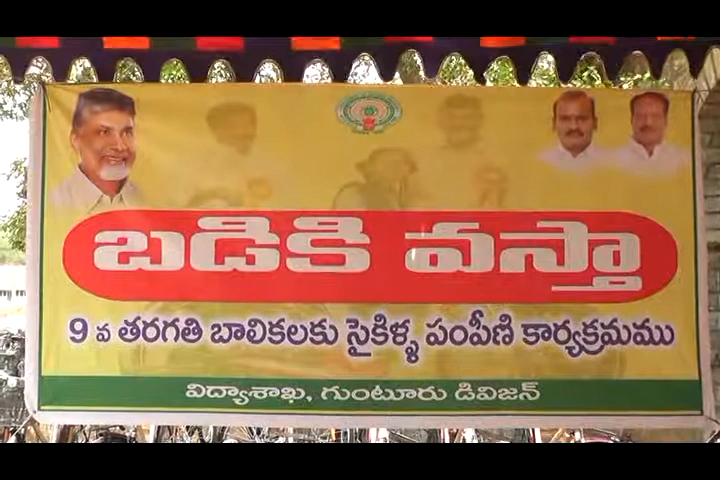 బడికి వస్తా
9 వ తరగతి బాలికలకు సైకిళ్ళ పంపీణి కార్యక్రమము
విద్యాశాఖ, గుంటూరు డివిజన్